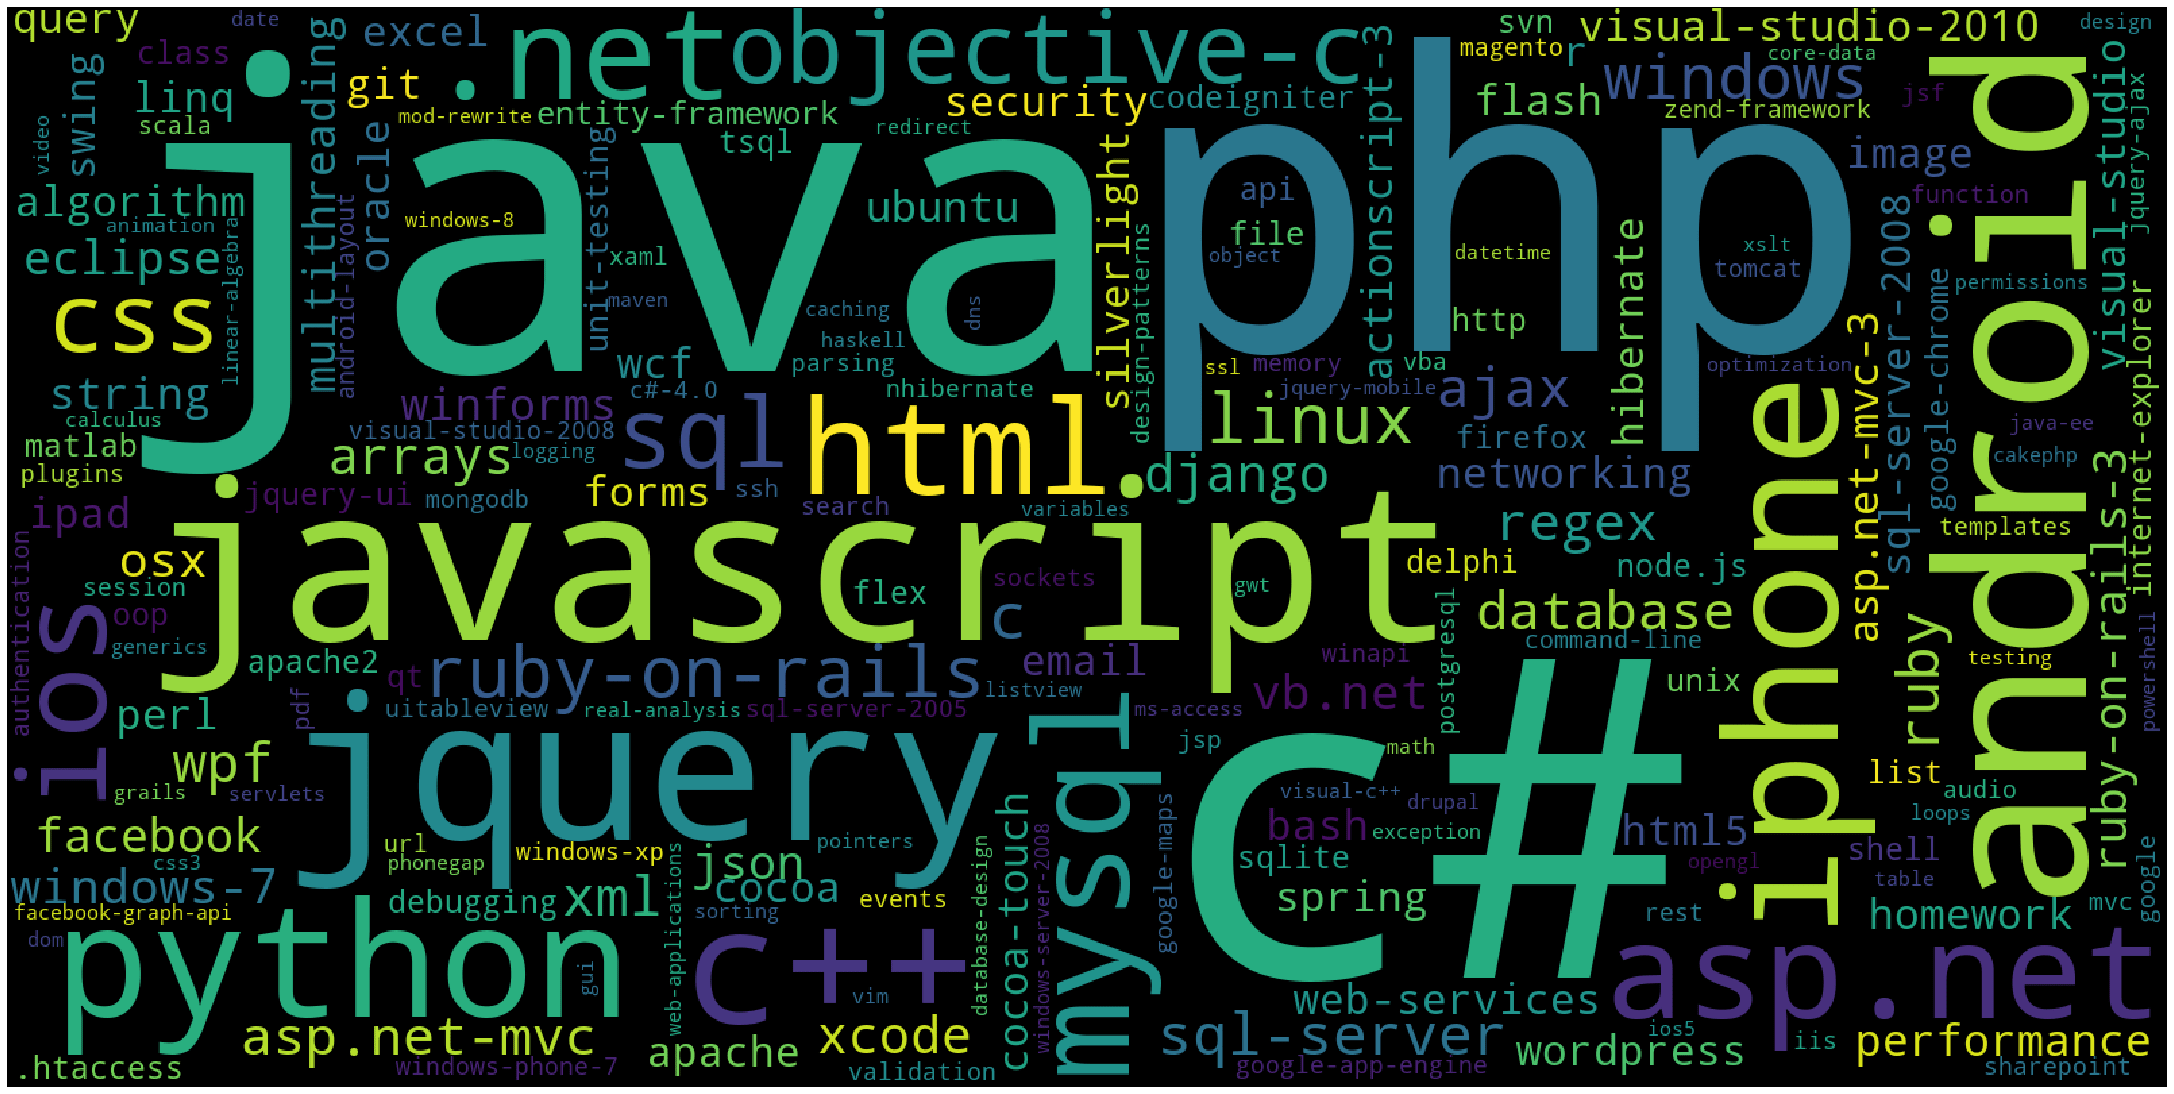 query
date
class
excel
.net
objective-c
svn
magento
r
visual-studio-2010
core-data
design
linq
scala
video
swing
multithreading
git
mod-rewrite
entity-framework
tsql
redirect
security
codeigniter
actionscript-3
flash
windows
zend-framework
jsf
visual-studio
jquery-ajax
java
php
android
algorithm
animation
eclipse
linear-algebra
android-layout
oracle
windows-8
unit-testing
xaml
maven
ubuntu
caching
haskell
parsing
dns
silverlight
design-patterns
api
file
object
datetime
http
hibernate
image
xslt
tomcat
function
sql-server-2008
google-chrome
permissions
css
string
calculus
matlab
plugins
winforms
visual-studio-2008
logging
arrays
wcf
c#-4.0
sql
nhibernate
html
ssl
memory
jquery-mobile
vba
linux
ajax
firefox
networking
optimization
asp.net-mvc-3
java-ee
cakephp
internet-explorer
ruby-on-rails-3
ipad
jquery-ui
mongodb
forms
ssh
search
variables
django
regex
templates
iphone
osx
session
oop
generics
authentication
ios
javascript
flex
sockets
c
gwt
delphi
node.js
database
postgresql
command-line
unix
ruby
testing
powershell
apache2
qt
ruby-on-rails
email
listview
winapi
vb.net
perl
pdf
uitableview
real-analysis
sql-server-2005
ms-access
jsp
math
c#
wpf
grails
servlets
jquery
mysql
visual-c++
drupal
list
audio
loops
facebook
css3
url
phonegap
windows-xp
pointers
json
cocoa
cocoa-touch
google-maps
bash
exception
html5
sqlite
opengl
shell
table
windows-7
facebook-graph-api
dom
debugging
xml
web-applications
sorting
events
database-design
windows-server-2008
spring
rest
homework
mvc
google
python
gui
c++
vim
web-services
asp.net
asp.net-mvc
.htaccess
windows-phone-7
apache
xcode
validation
sql-server
google-app-engine
wordpress
ios5
iis
performance
sharepoint